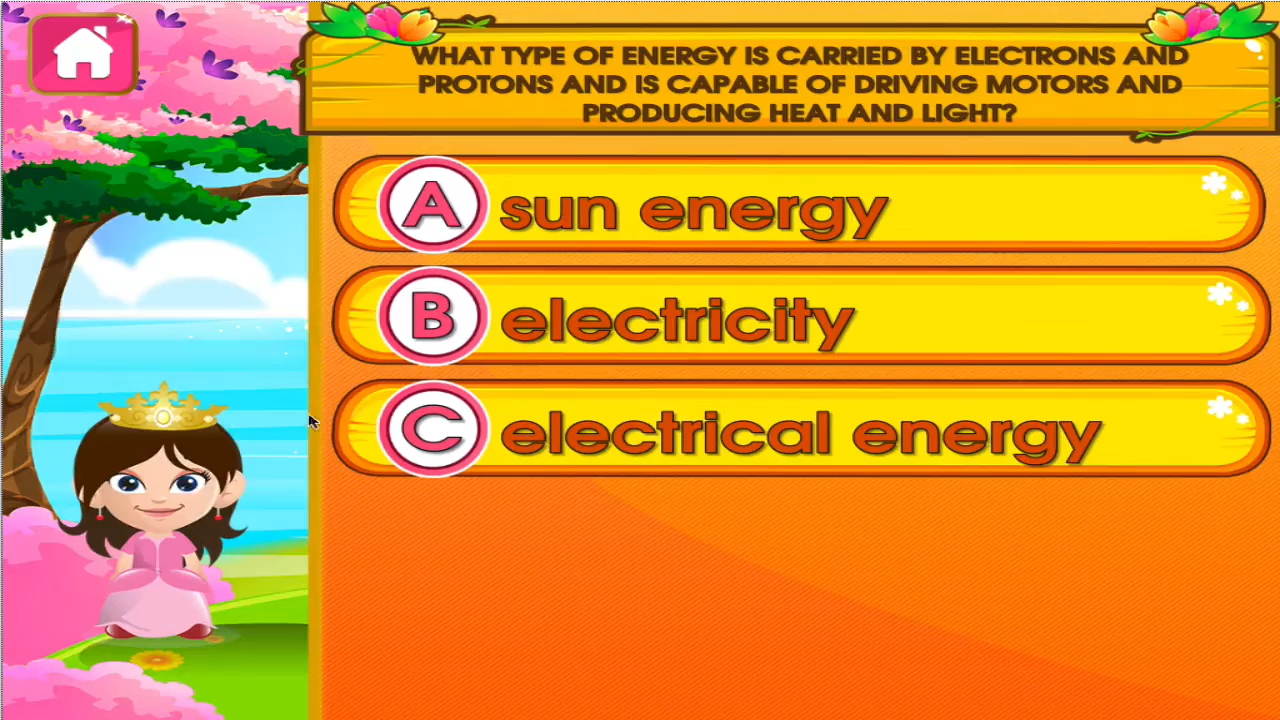 WHAT TYPE OF ENERGY IS CARRIED BY ELECTRONS AND
PROTONS AND IS CAPABLE OF DRIVING MOTORS AND
PRODUCING HEAT AND LIGHT?
A sun energy
B electricity
C electrical energy